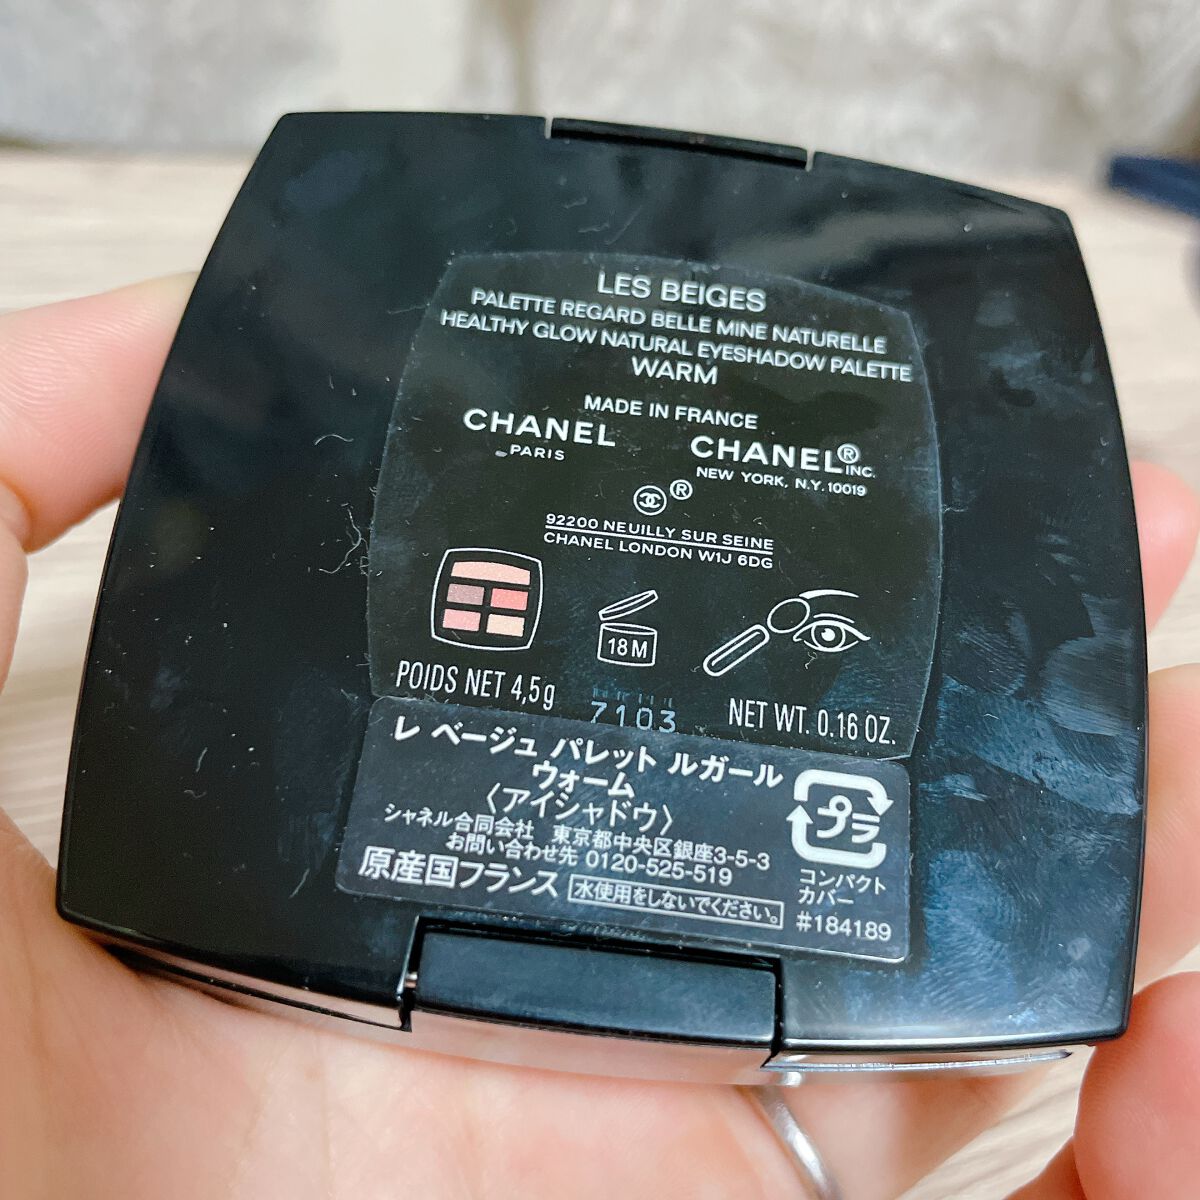 LES BEIGES
PALETTE REGARD BELLE MINE NATURELLE
HEALTHY GLOW NATURAL EYESHADOW PALETTE
WARM
MADE IN FRANCE
CHANEL
PARIS
CHANEL® INC.
NEW YORK, N.Y. 10019
®
92200 NEUILLY SUR SEINE
CHANEL LONDON W1J 6DG
18 M
POIDS NET 4,5 g
7103
NET WT. 0.16 OZ.
レ ベージュ パレット ルガール
ウォーム
〈アイシャドウ〉
シャネル合同会社 東京都中央区銀座3-5-3
お問い合わせ先 0120-525-519
原産国フランス 水使用をしないでください。
プラ
コンパクト
カバー
#184189